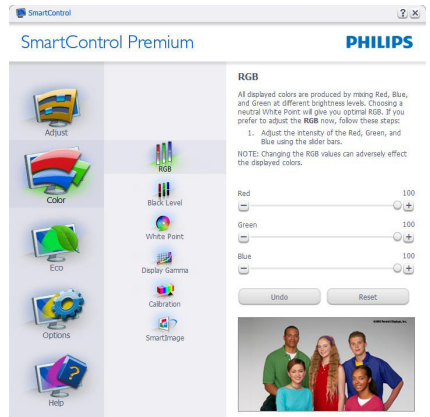 SmartControl
SmartControl Premium
PHILIPS
Adjust
Color
Eco
Options
Help
RGB
Black Level
White Point
Display Gamma
Calibration
SmartImage
RGB
All displayed colors are produced by mixing Red, Blue,
and Green at different brightness levels. Choosing a
neutral White Point will give you optimal RGB. If you
prefer to adjust the RGB now, follow these steps:
1. Adjust the intensity of the Red, Green, and
Blue using the slider bars.
NOTE: Changing the RGB values can adversely effect
the displayed colors.
Red 100
Green 100
Blue 100
Undo Reset